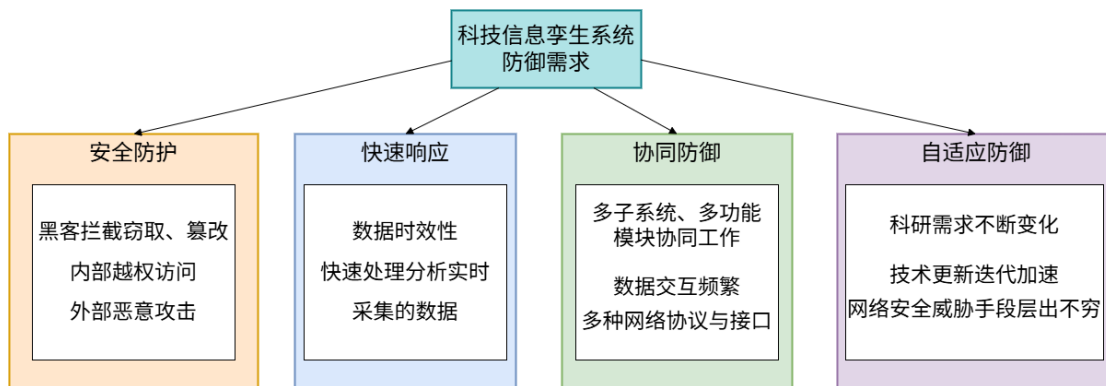 科技信息孪生系统
防御需求
安全防护
黑客拦截窃取、篡改
内部越权访问
外部恶意攻击
快速响应
数据时效性
快速处理分析实时
采集的数据
协同防御
多子系统、多功能
模块协同工作
数据交互频繁
多种网络协议与接口
自适应防御
科研需求不断变化
技术更新迭代加速
网络安全威胁手段层出不穷